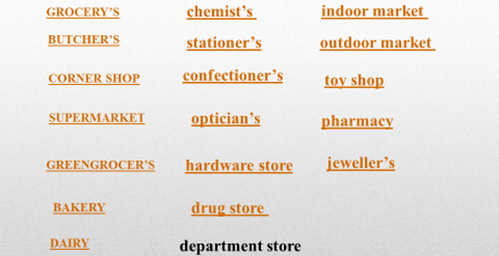 GROCERY'S chemist's indoor market
BUTCHER'S stationer's outdoor market
CORNER SHOP confectioner's toy shop
SUPERMARKET optician's pharmacy
GREENGROCER'S hardware store jeweller's
BAKERY drug store
DAIRY department store